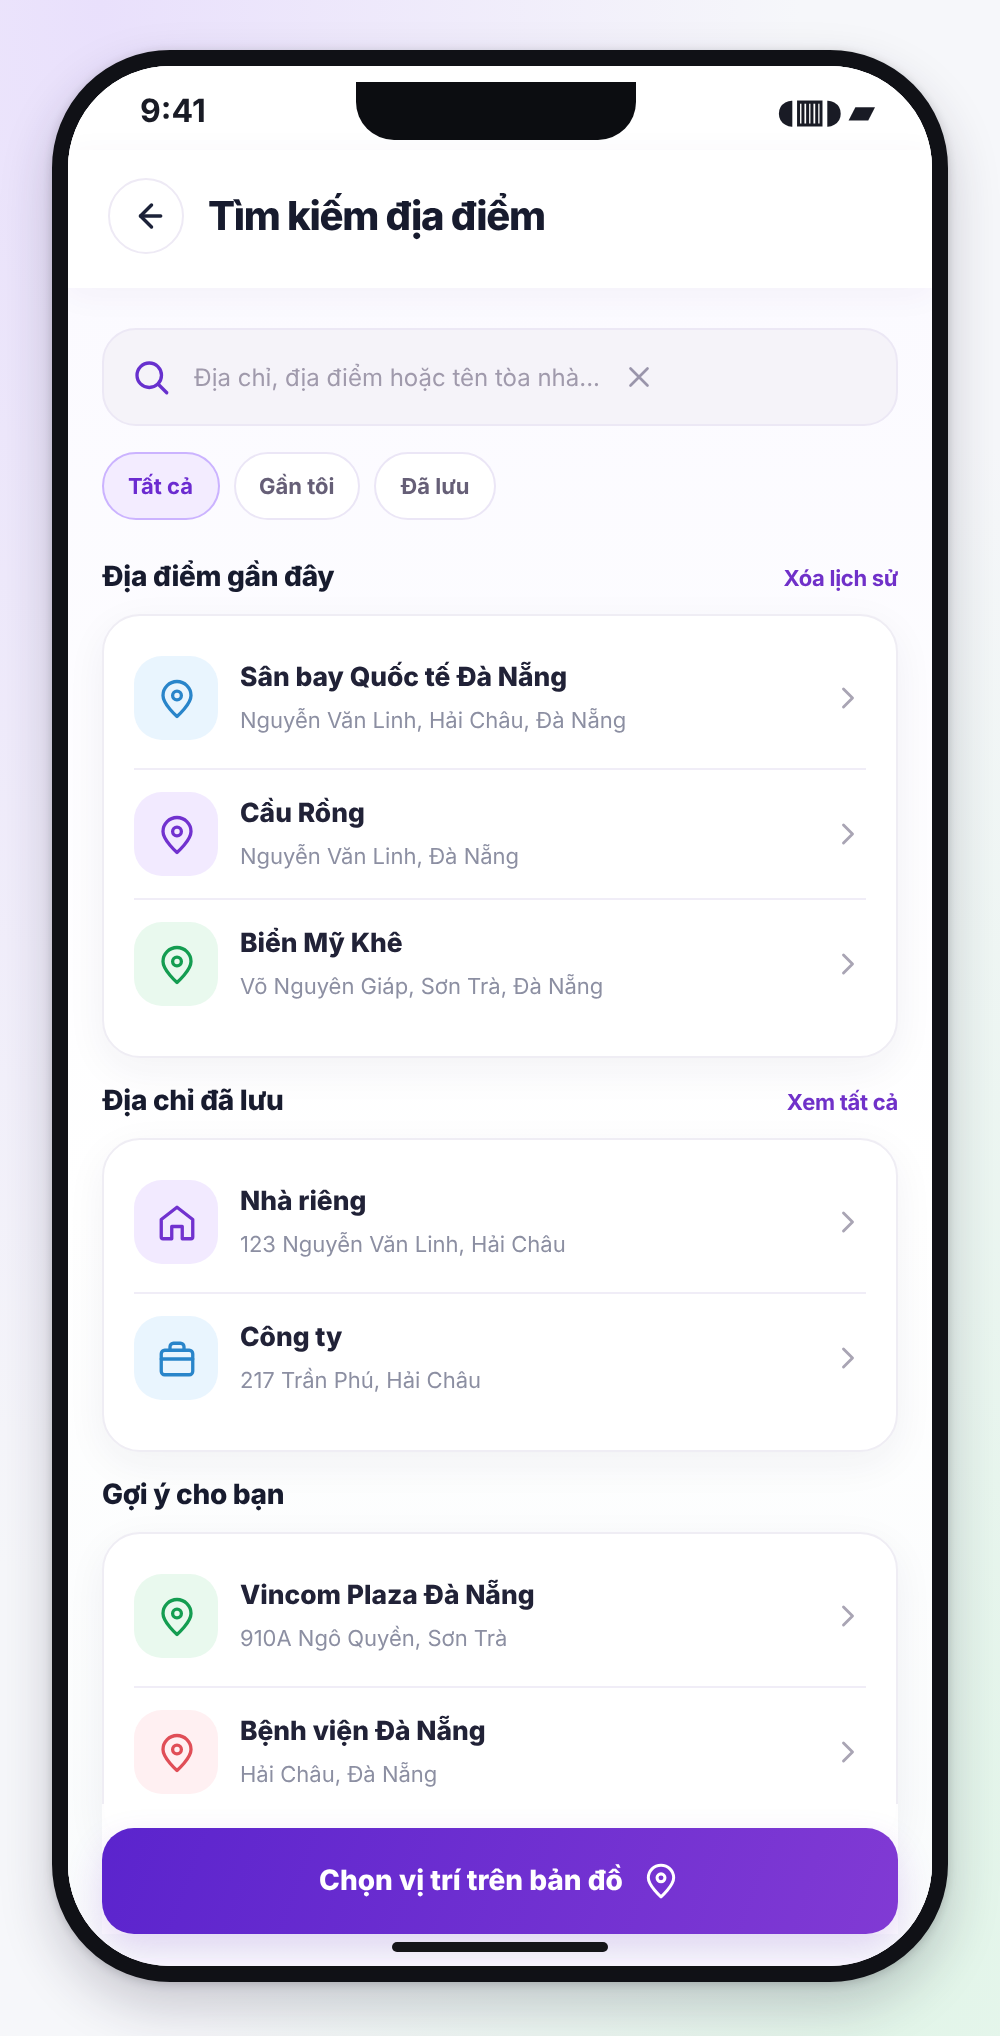 9:41
Tìm kiếm địa điểm
Địa chỉ, địa điểm hoặc tên tòa nhà...
Tất cả
Gần tôi
Đã lưu
Địa điểm gần đây
Xóa lịch sử
Sân bay Quốc tế Đà Nẵng
Nguyễn Văn Linh, Hải Châu, Đà Nẵng
Cầu Rồng
Nguyễn Văn Linh, Đà Nẵng
Biển Mỹ Khê
Võ Nguyên Giáp, Sơn Trà, Đà Nẵng
Địa chỉ đã lưu
Xem tất cả
Nhà riêng
123 Nguyễn Văn Linh, Hải Châu
Công ty
217 Trần Phú, Hải Châu
Gợi ý cho bạn
Vincom Plaza Đà Nẵng
910A Ngô Quyền, Sơn Trà
Bệnh viện Đà Nẵng
Hải Châu, Đà Nẵng
Chọn vị trí trên bản đồ